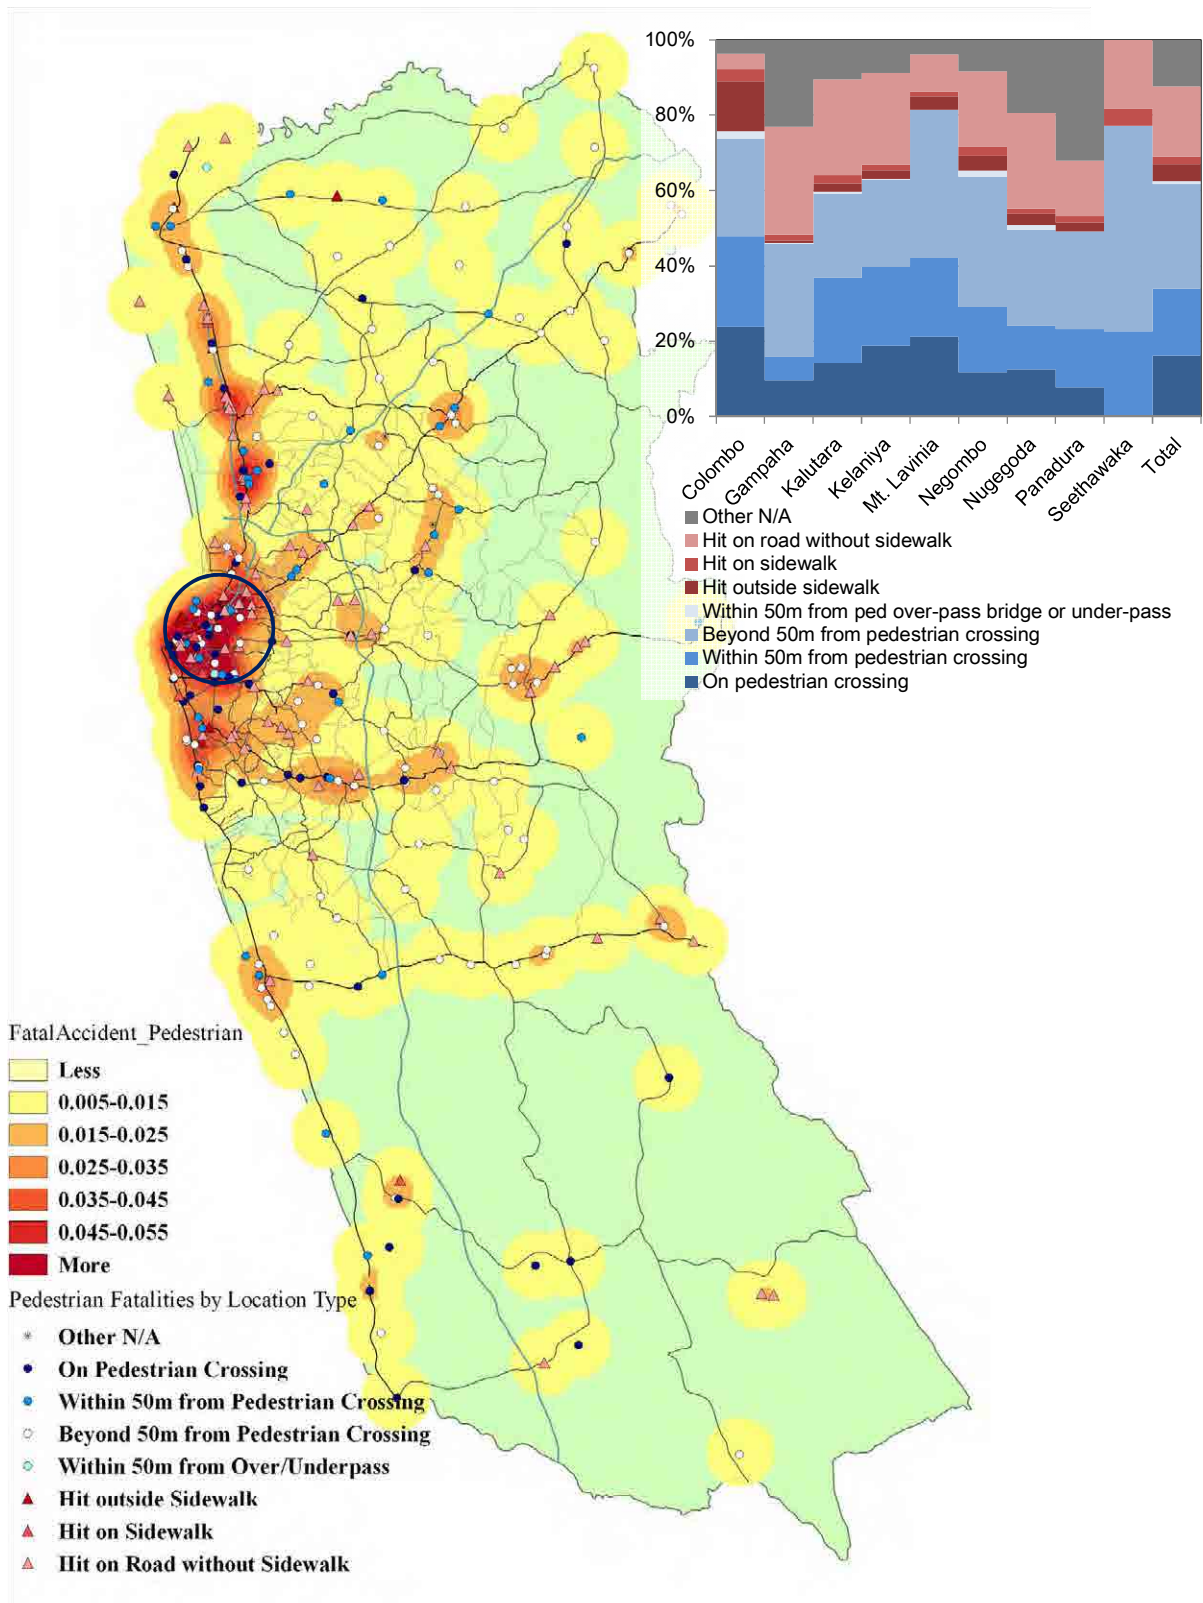 100%
80%
60%
40%
20%
0%
Colombo
Gampaha
Kalutara
Kelaniya
Mt. Lavinia
Negombo
Nugegoda
Panadura
Seethawaka
Total
Other N/A
Hit on road without sidewalk
Hit on sidewalk
Hit outside sidewalk
Within 50m from ped over-pass bridge or under-pass
Beyond 50m from pedestrian crossing
Within 50m from pedestrian crossing
On pedestrian crossing
FatalAccident_Pedestrian
Less
0.005-0.015
0.015-0.025
0.025-0.035
0.035-0.045
0.045-0.055
More
Pedestrian Fatalities by Location Type
Other N/A
On Pedestrian Crossing
Within 50m from Pedestrian Crossing
Beyond 50m from Pedestrian Crossing
Within 50m from Over/Underpass
Hit outside Sidewalk
Hit on Sidewalk
Hit on Road without Sidewalk